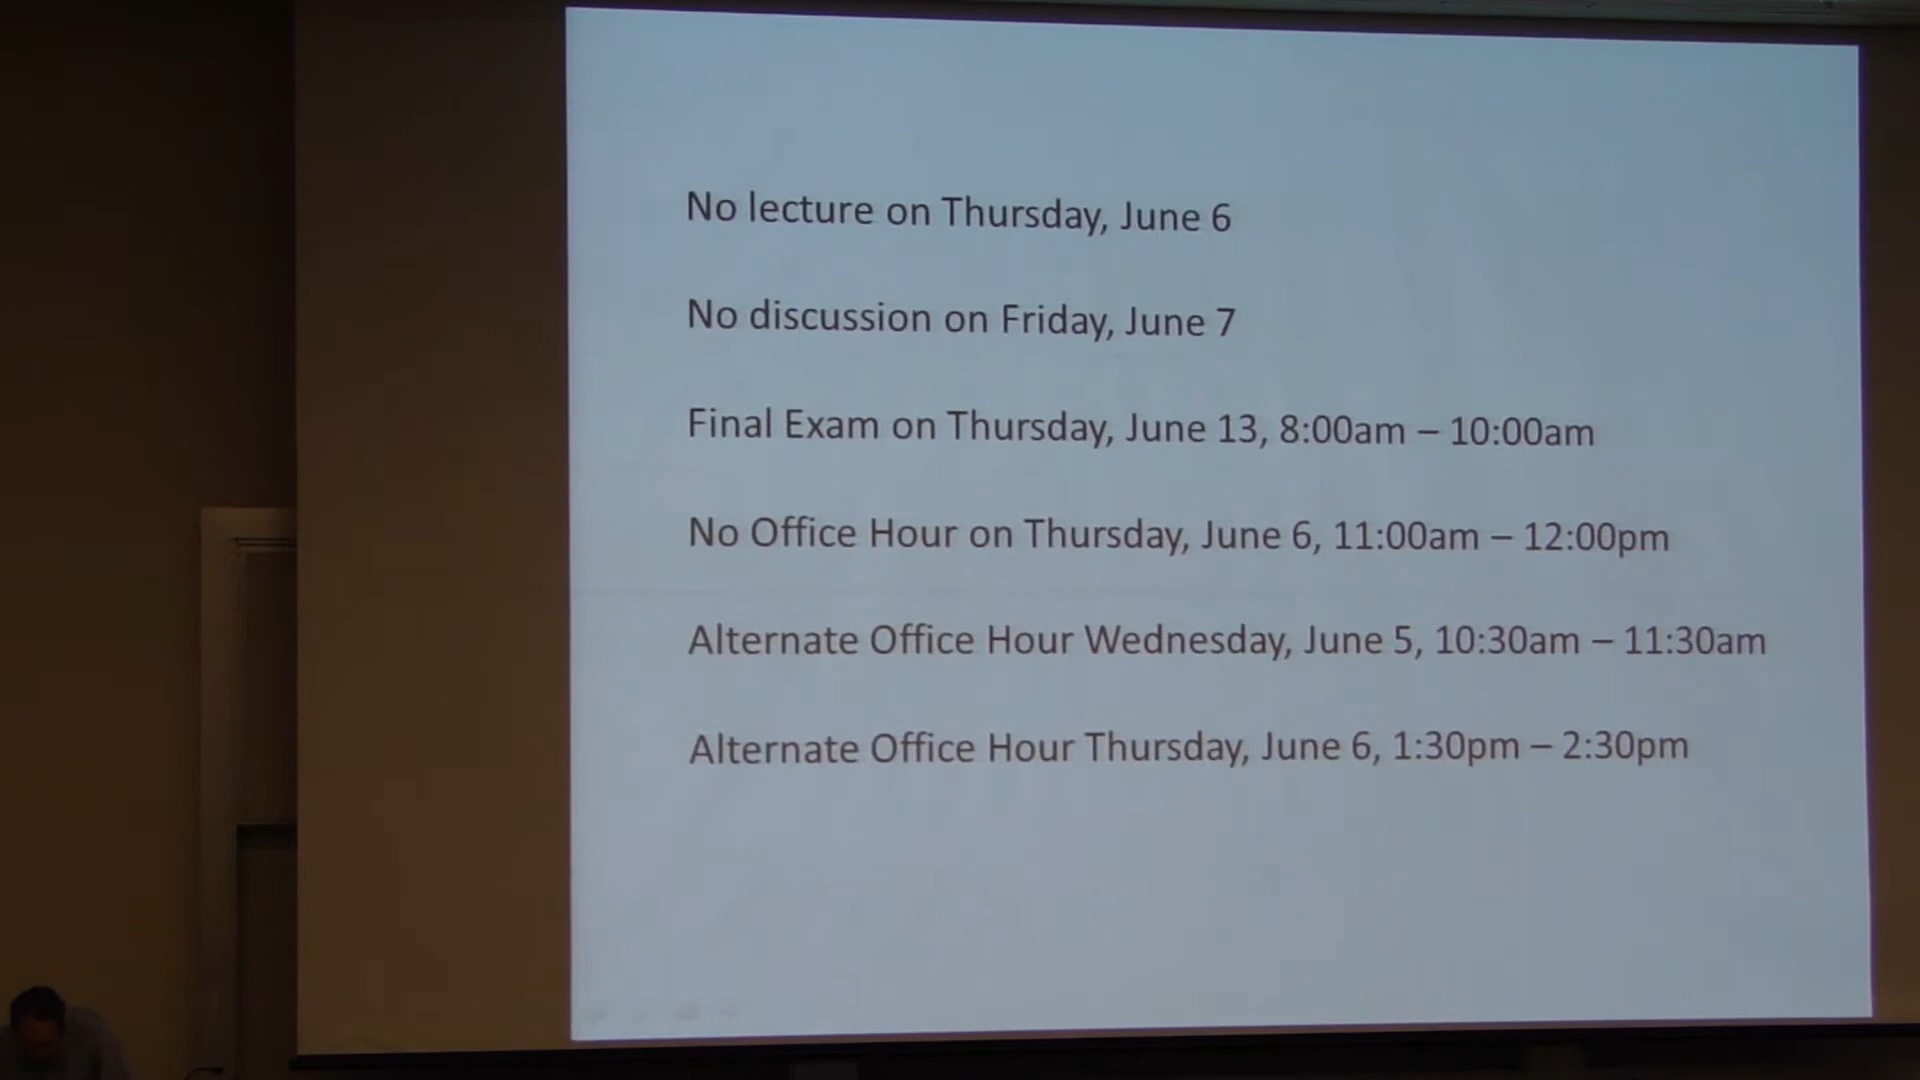 No lecture on Thursday, June 6
No discussion on Friday, June 7
Final Exam on Thursday, June 13, 8:00am – 10:00am
No Office Hour on Thursday, June 6, 11:00am – 12:00pm
Alternate Office Hour Wednesday, June 5, 10:30am – 11:30am
Alternate Office Hour Thursday, June 6, 1:30pm – 2:30pm